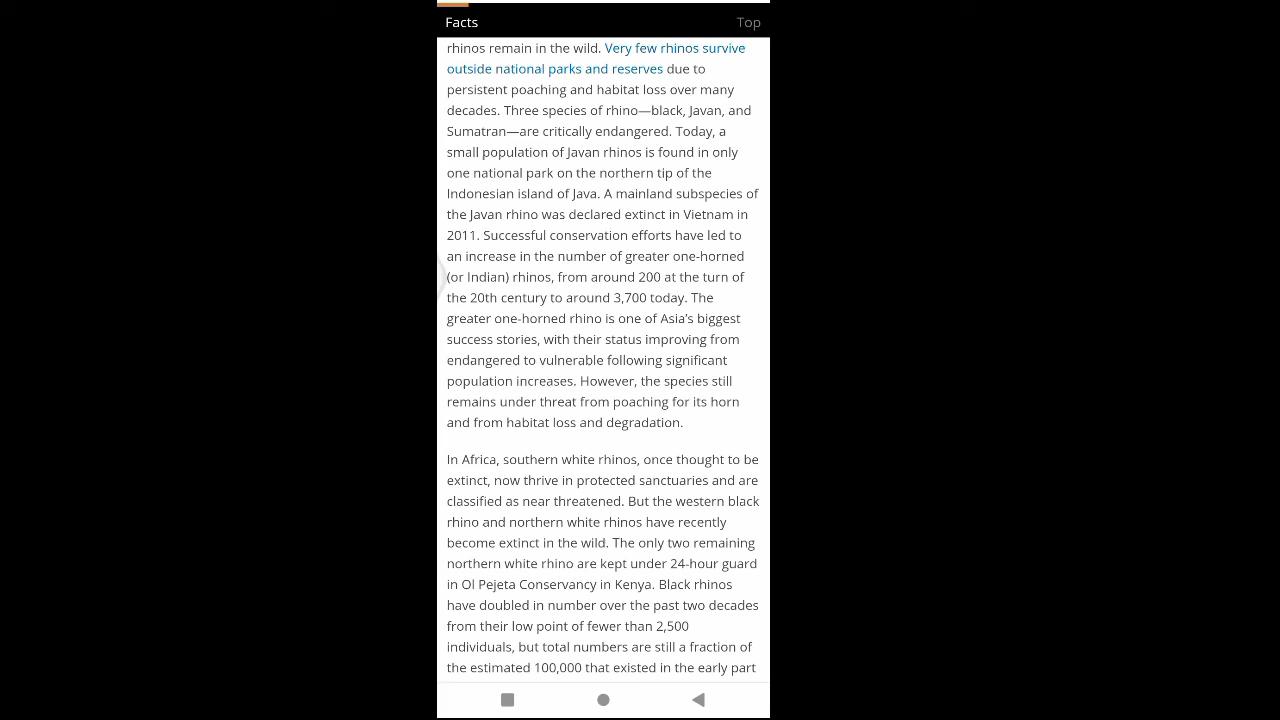 Facts
Top
rhinos remain in the wild. Very few rhinos survive
outside national parks and reserves due to
persistent poaching and habitat loss over many
decades. Three species of rhino—black, Javan, and
Sumatran—are critically endangered. Today, a
small population of Javan rhinos is found in only
one national park on the northern tip of the
Indonesian island of Java. A mainland subspecies of
the Javan rhino was declared extinct in Vietnam in
2011. Successful conservation efforts have led to
an increase in the number of greater one-horned
(or Indian) rhinos, from around 200 at the turn of
the 20th century to around 3,700 today. The
greater one-horned rhino is one of Asia's biggest
success stories, with their status improving from
endangered to vulnerable following significant
population increases. However, the species still
remains under threat from poaching for its horn
and from habitat loss and degradation.
In Africa, southern white rhinos, once thought to be
extinct, now thrive in protected sanctuaries and are
classified as near threatened. But the western black
rhino and northern white rhinos have recently
become extinct in the wild. The only two remaining
northern white rhino are kept under 24-hour guard
in Ol Pejeta Conservancy in Kenya. Black rhinos
have doubled in number over the past two decades
from their low point of fewer than 2,500
individuals, but total numbers are still a fraction of
the estimated 100,000 that existed in the early part